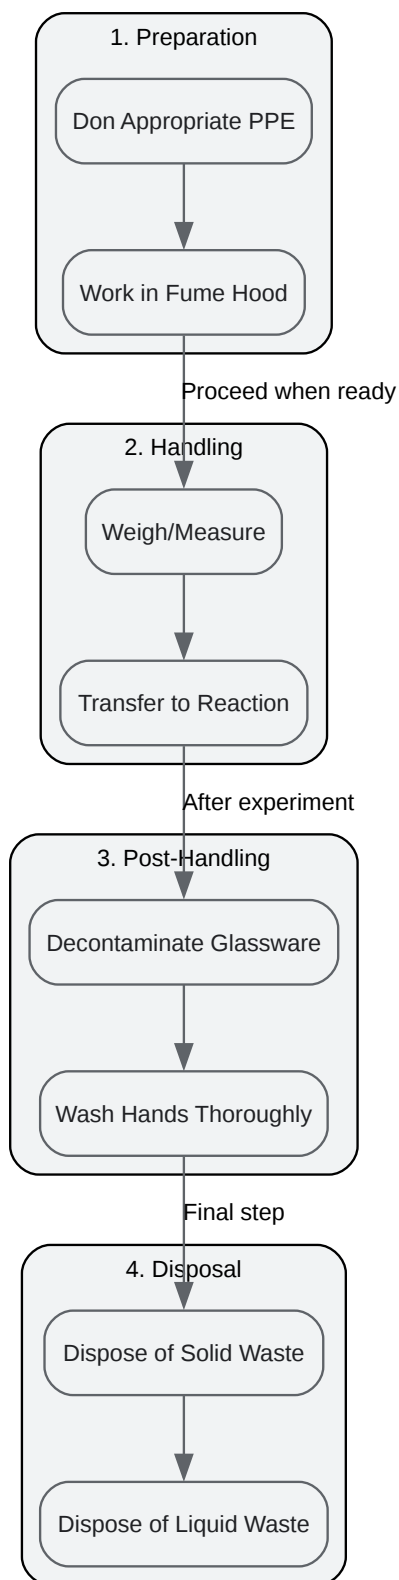 1. Preparation
Don Appropriate PPE
Work in Fume Hood
Proceed when ready
2. Handling
Weigh/Measure
Transfer to Reaction
After experiment
3. Post-Handling
Decontaminate Glassware
Wash Hands Thoroughly
Final step
4. Disposal
Dispose of Solid Waste
Dispose of Liquid Waste